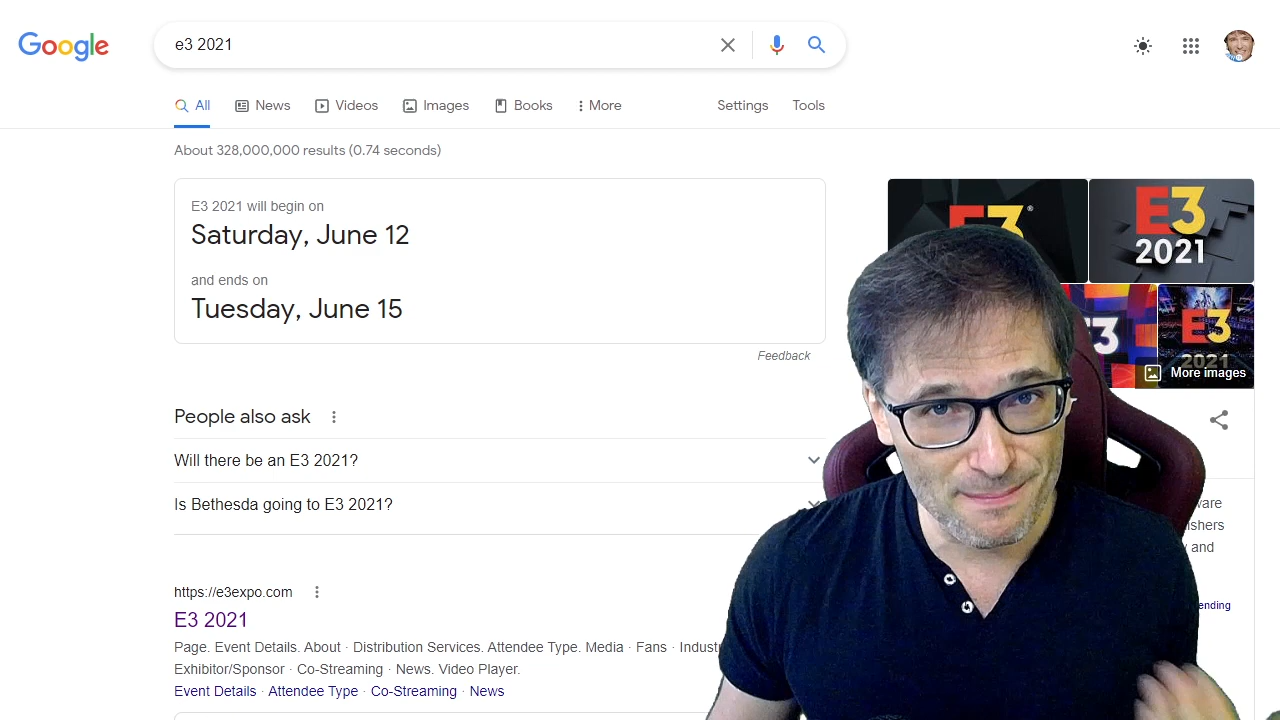 Google
e3 2021
All
News
Videos
Images
Books
More
Settings
Tools
About 328,000,000 results (0.74 seconds)
E3 2021 will begin on
Saturday, June 12
and ends on
Tuesday, June 15
Feedback
E3®
E3
2021
E3
2021
More images
People also ask
Will there be an E3 2021?
Is Bethesda going to E3 2021?
and
https://e3expo.com
E3 2021
Page. Event Details. About · Distribution Services. Attendee Type. Media · Fans ·
Exhibitor/Sponsor · Co-Streaming · News. Video Player.
Event Details · Attendee Type · Co-Streaming · News